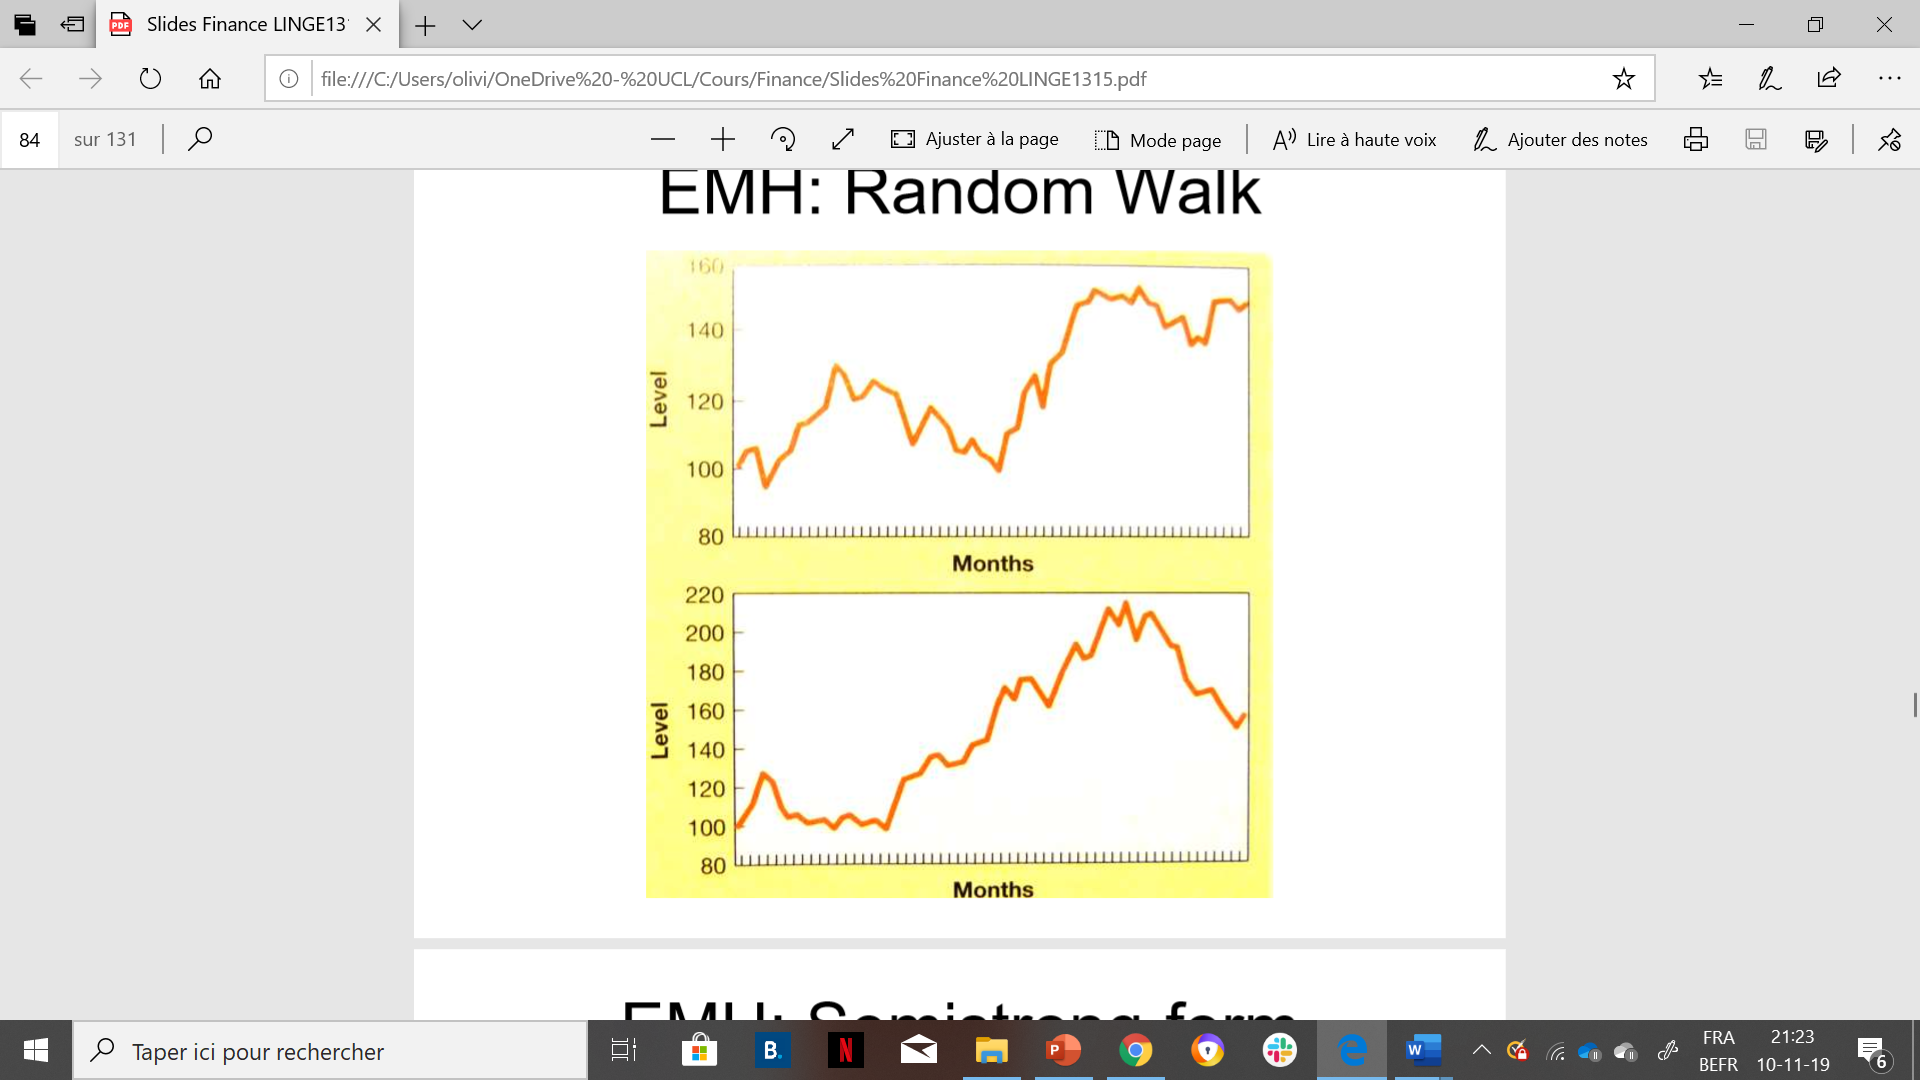 Slides Finance LINGE13
file:///C:/Users/olivi/OneDrive%20-%20UCL/Cours/Finance/Slides%20Finance%20LINGE1315.pdf
84 sur 131
Ajuster à la page
Mode page
Lire à haute voix
Ajouter des notes
EMH: Random Walk
160
140
120
100
80
Level
Months
220
200
180
160
140
120
100
80
Level
Months
EMH: Semistrong form
Taper ici pour rechercher
B.
N
P
W
FRA
BEFR
21:23
10-11-19
6